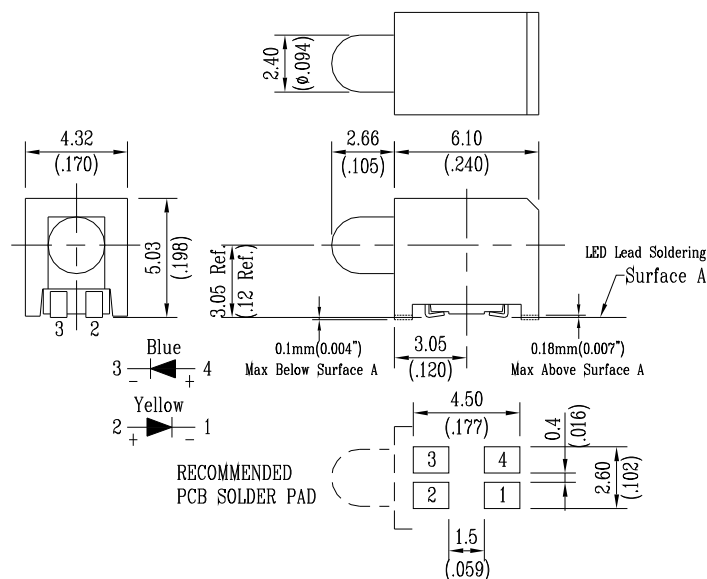 2.40
(ø.094)
4.32
(.170)
2.66
(.105)
6.10
(.240)
5.03
(.198)
3.05 Ref.
(.12 Ref.)
LED Lead Soldering
Surface A
3 2
0.1mm(0.004")
Max Below Surface A
3.05
(.120)
0.18mm(0.007")
Max Above Surface A
Blue
3 - + 4
Yellow
2 + - 1
4.50
(.177)
0.4
(.016)
2.60
(.102)
RECOMMENDED
PCB SOLDER PAD
3 4
2 1
1.5
(.059)